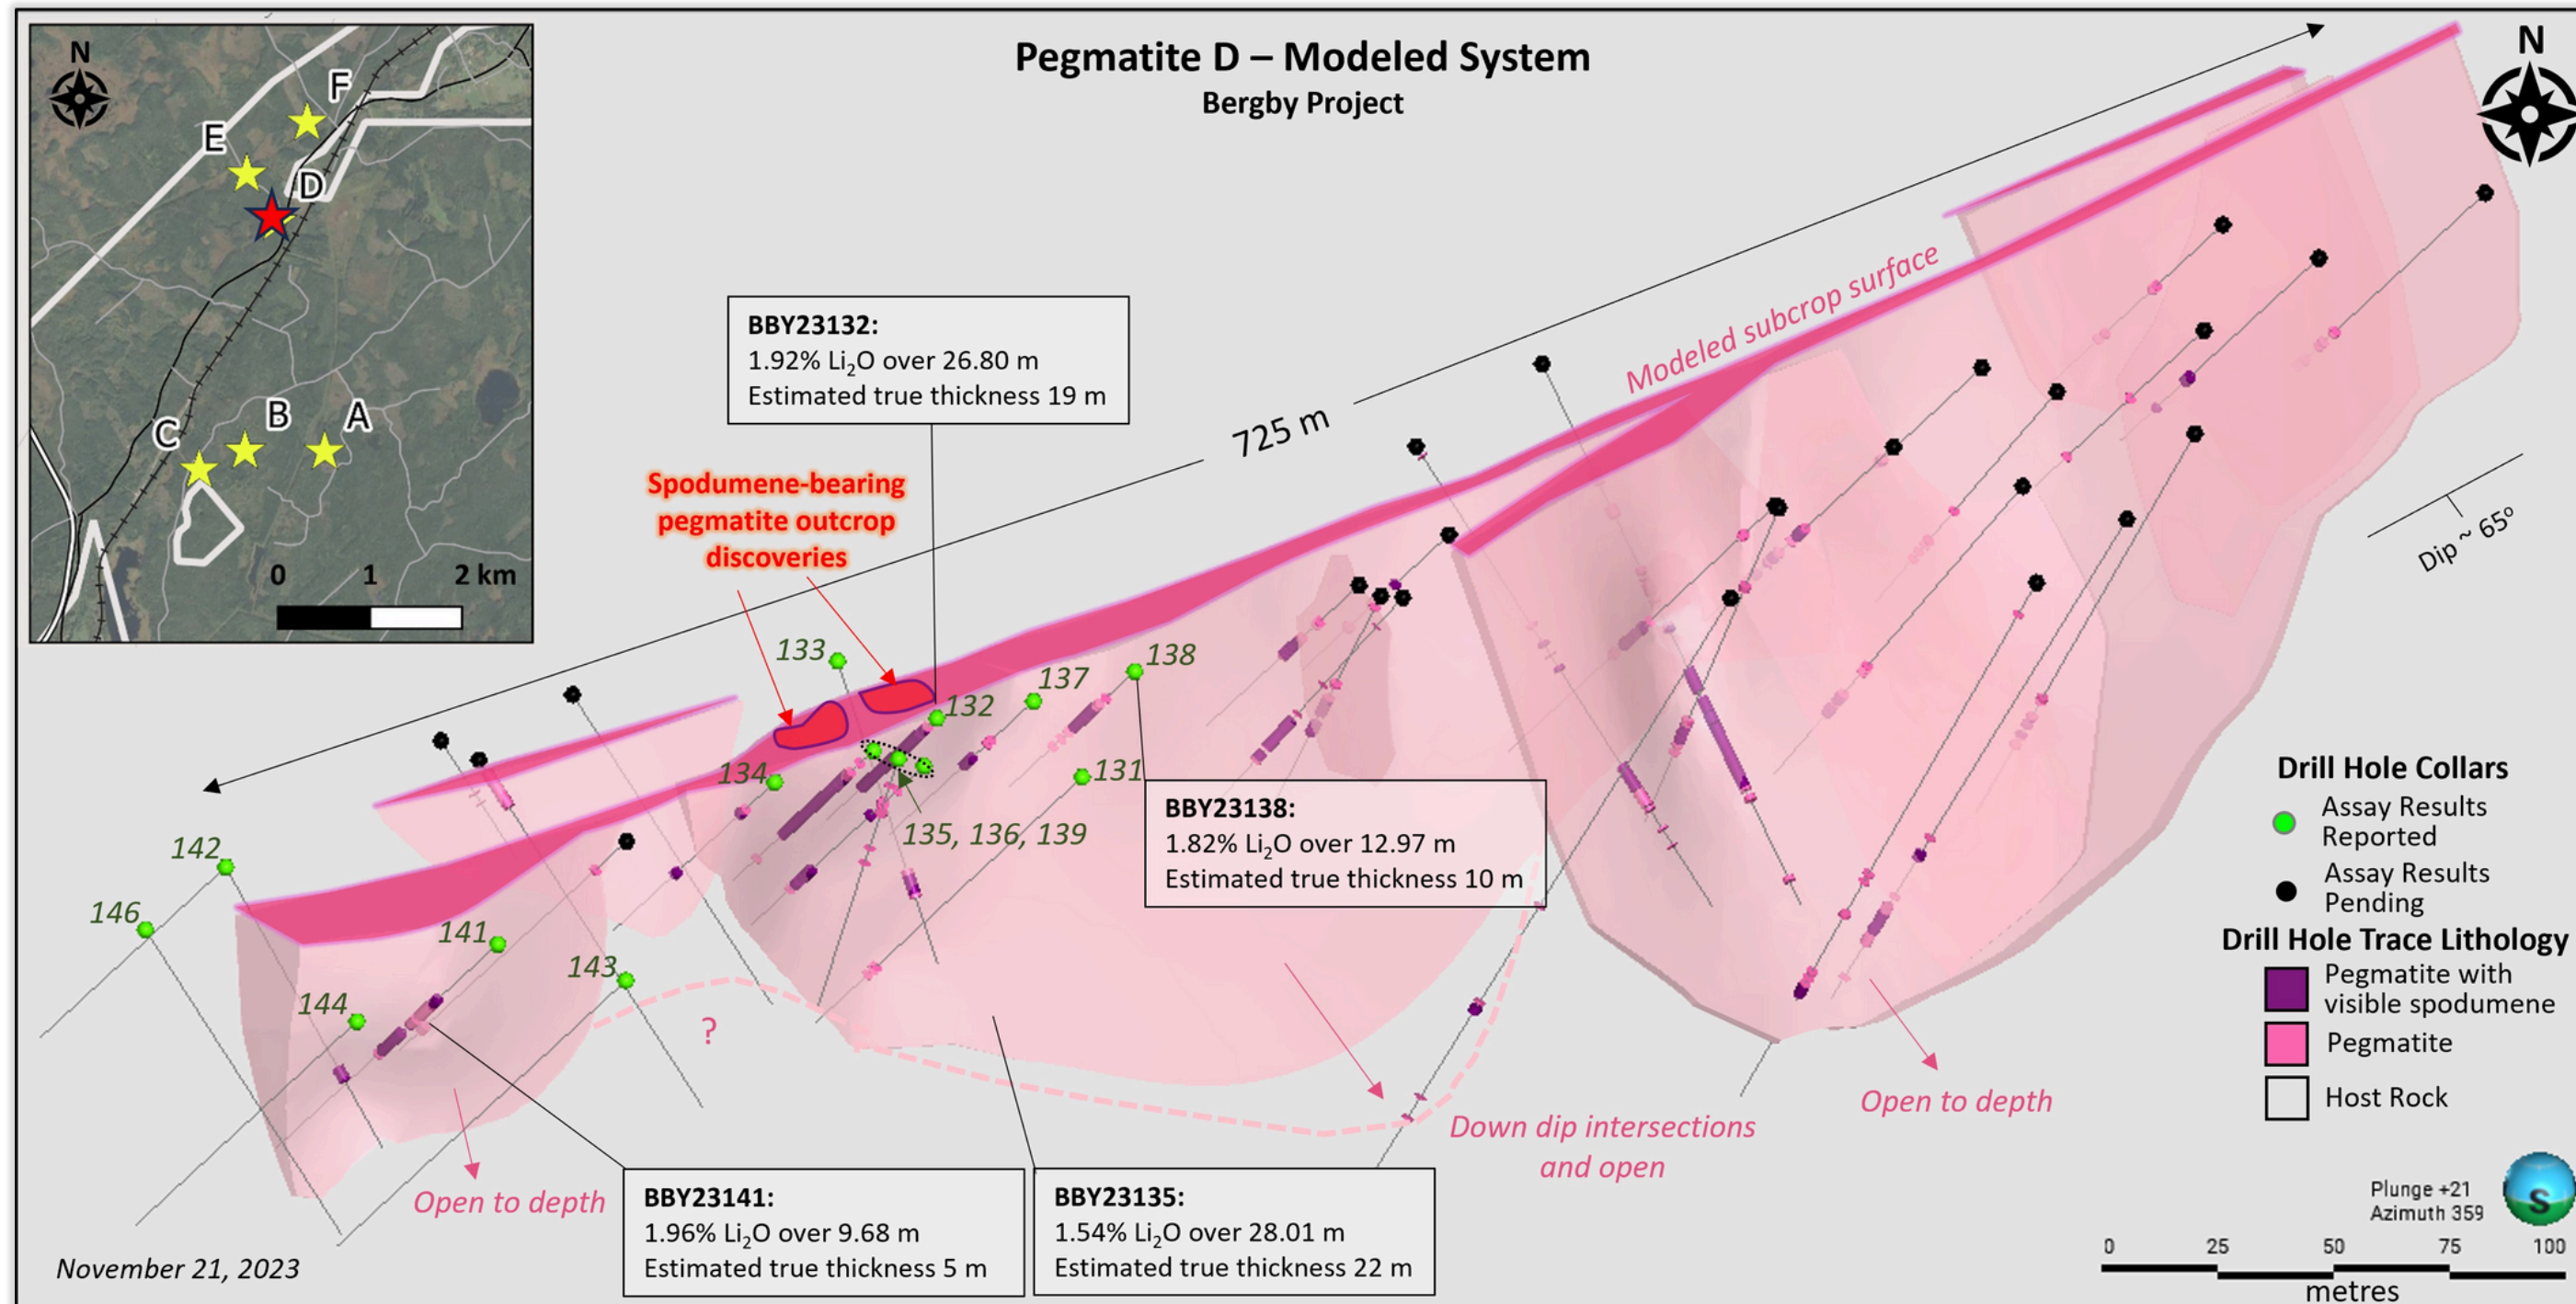 Pegmatite D – Modeled System
Bergby Project
N
F
E
D
C
B
A
0 1 2 km
N
725 m
Modeled subcrop surface
BBY23132:
1.92% Li₂O over 26.80 m
Estimated true thickness 19 m
Spodumene-bearing
pegmatite outcrop
discoveries
Dip ~ 65º
133
138
137
132
134
131
135, 136, 139
142
146
141
143
144
BBY23138:
1.82% Li₂O over 12.97 m
Estimated true thickness 10 m
?
Open to depth
Down dip intersections
and open
Open to depth
BBY23141:
1.96% Li₂O over 9.68 m
Estimated true thickness 5 m
BBY23135:
1.54% Li₂O over 28.01 m
Estimated true thickness 22 m
Drill Hole Collars
Assay Results
Reported
Assay Results
Pending
Drill Hole Trace Lithology
Pegmatite with
visible spodumene
Pegmatite
Host Rock
Plunge +21
Azimuth 359
S
0 25 50 75 100
metres
November 21, 2023